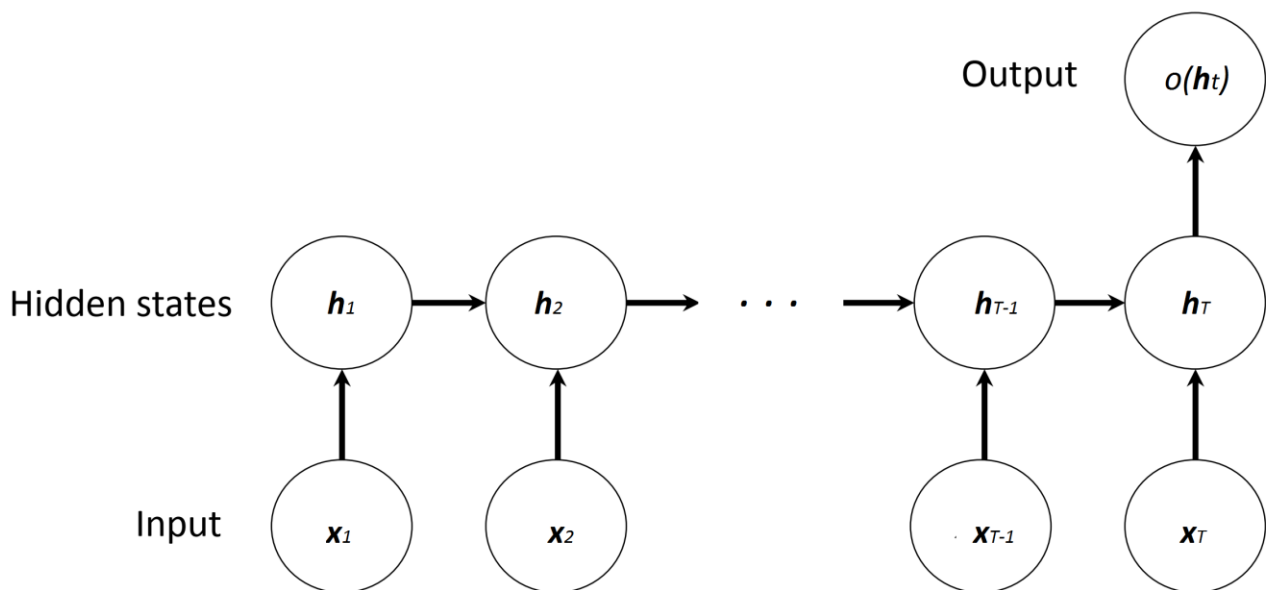 Output o(ht)
Hidden states h1 h2 . . . hT-1 hT
Input x1 x2 xT-1 xT